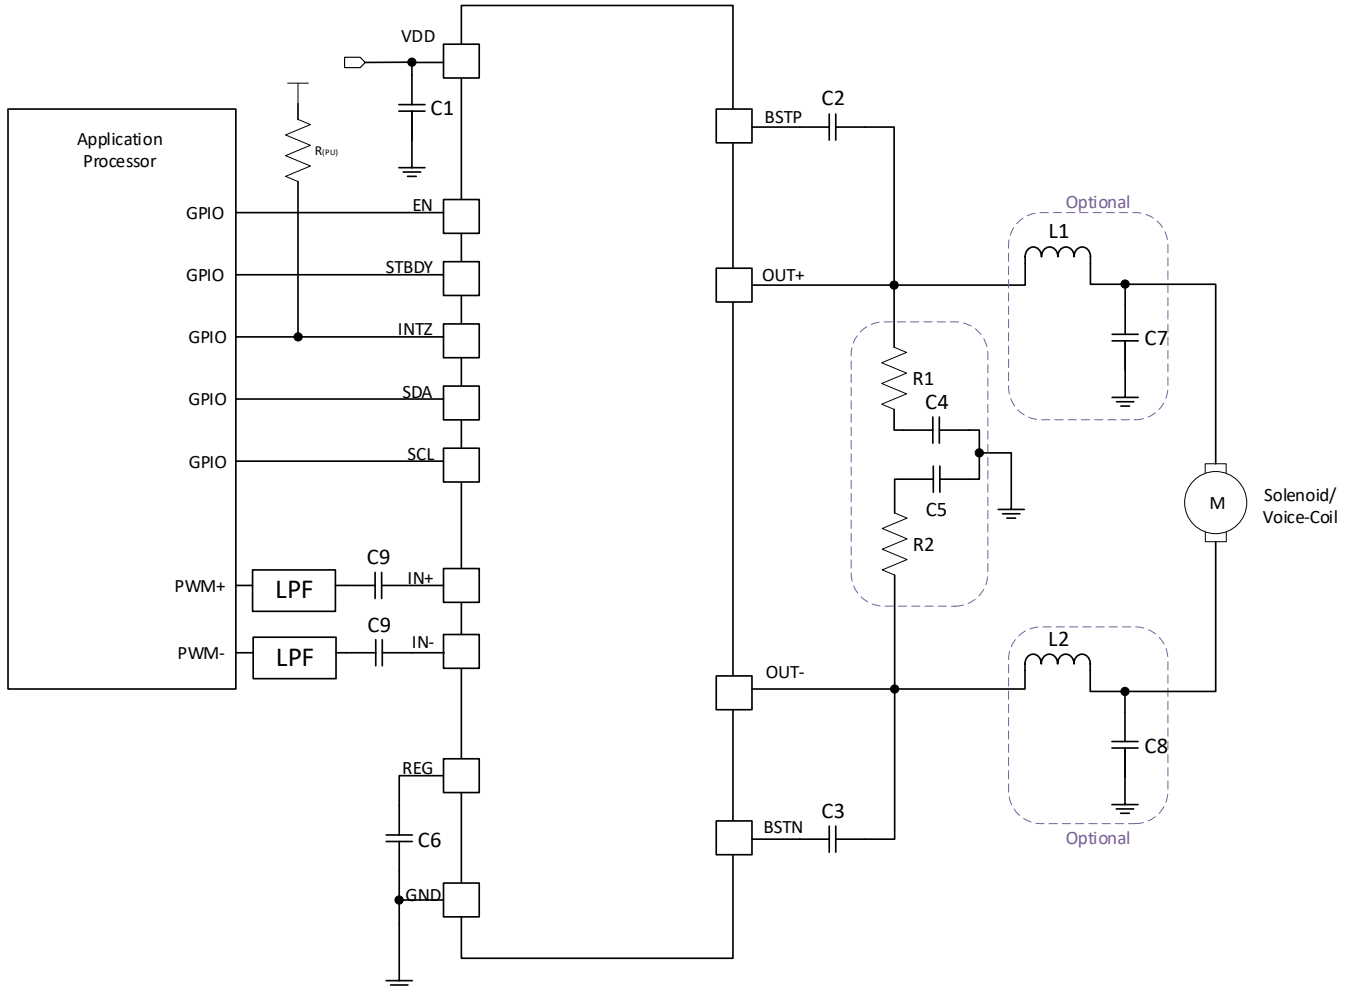 VDD
C1
Application
Processor
R(PU)
GPIO
EN
GPIO
STBDY
GPIO
INTZ
GPIO
SDA
GPIO
SCL
PWM+
LPF
C9
IN+
PWM-
LPF
C9
IN-
REG
C6
GND
BSTP
C2
OUT+
Optional
L1
C7
R1
C4
C5
R2
M
Solenoid/
Voice-Coil
OUT-
L2
C8
Optional
BSTN
C3